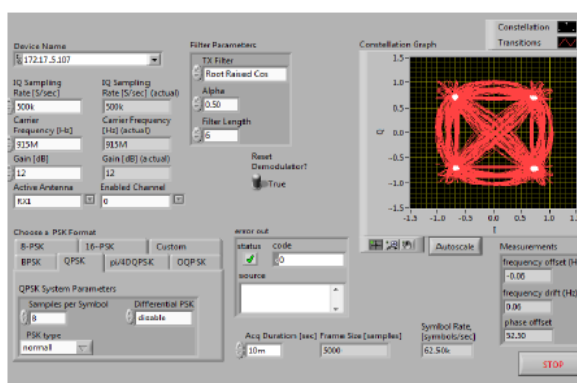 Constellation
Transitions
Device Name
172.17.5.107
Filter Parameters
TX Filter
Root Raised Cos
Alpha
0.50
Filter Length
6
Constellation Graph
IQ Sampling
Rate [S/sec]
500k
IQ Sampling
Rate [S/sec] (actual)
500k
Carrier
Frequency [Hz]
915M
Carrier Frequency
[Hz] (actual)
915M
Gain [dB]
12
Gain [dB] (actual)
12
Active Antenna
RX1
Enabled Channel
0
Reset
Demodulator?
True
1.5
1.0
0.5
0.0
-0.5
-1.0
-1.5
Q
-1.5 -1.0 -0.5 0.0 0.5 1.0 1.5
I
Autoscale
Choose a PSK Format
8-PSK 16-PSK Custom
BPSK QPSK pi/4DQPSK OQPSK
QPSK System Parameters
Samples per Symbol
8
Differential PSK
disable
PSK type
normal
error out
status code
0
source
Acq Duration [sec]
10m
Frame Size [samples]
5000
Symbol Rate,
[symbols/sec]
62.50k
Measurements
frequency offset (H
-0.06
frequency drift (Hz)
0.06
phase offset
52.50
STOP